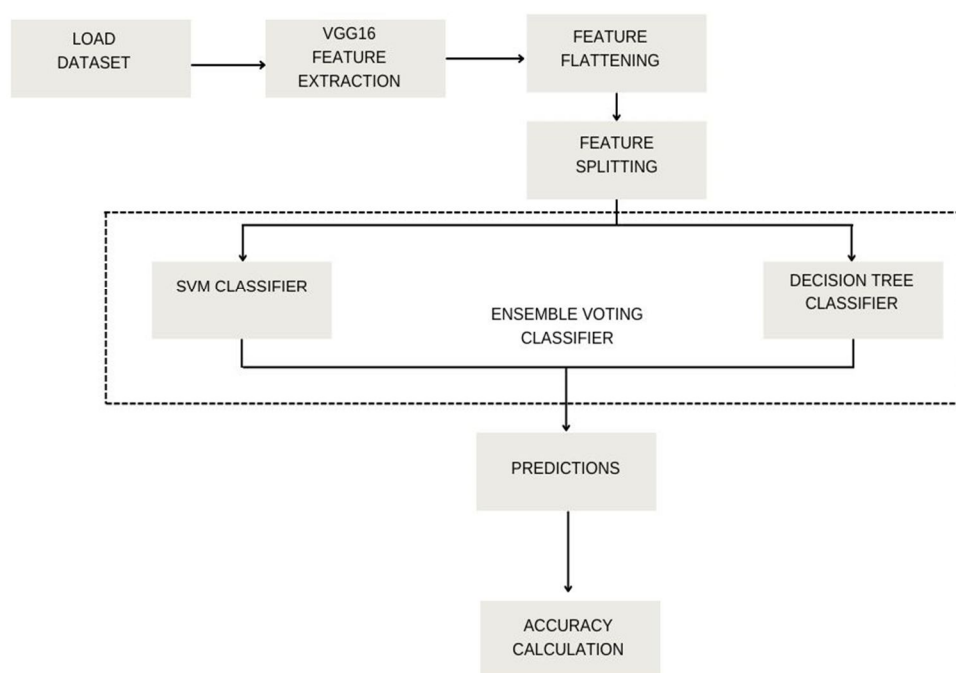 LOAD
DATASET
VGG16
FEATURE
EXTRACTION
FEATURE
FLATTENING
FEATURE
SPLITTING
SVM CLASSIFIER
DECISION TREE
CLASSIFIER
ENSEMBLE VOTING
CLASSIFIER
PREDICTIONS
ACCURACY
CALCULATION